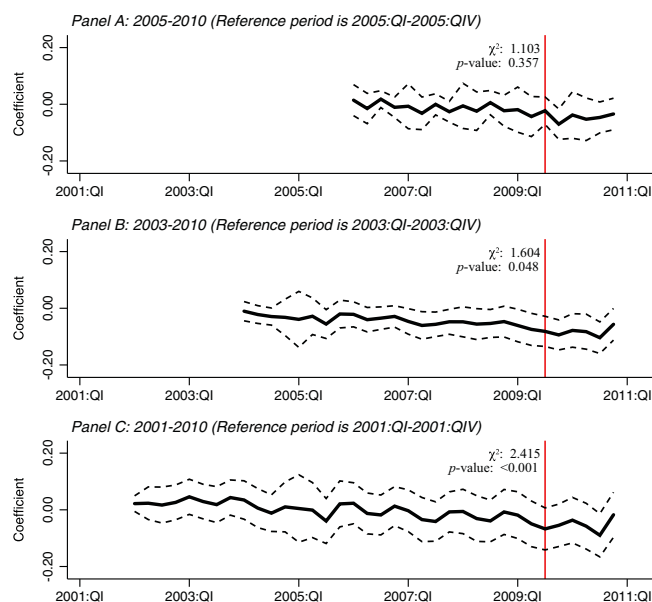 Panel A: 2005-2010 (Reference period is 2005:QI-2005:QIV)
χ²: 1.103
p-value: 0.357
Coefficient
0.20
0.00
-0.20
2001:QI 2003:QI 2005:QI 2007:QI 2009:QI 2011:QI
Panel B: 2003-2010 (Reference period is 2003:QI-2003:QIV)
χ²: 1.604
p-value: 0.048
Coefficient
0.20
0.00
-0.20
2001:QI 2003:QI 2005:QI 2007:QI 2009:QI 2011:QI
Panel C: 2001-2010 (Reference period is 2001:QI-2001:QIV)
χ²: 2.415
p-value: <0.001
Coefficient
0.20
0.00
-0.20
2001:QI 2003:QI 2005:QI 2007:QI 2009:QI 2011:QI